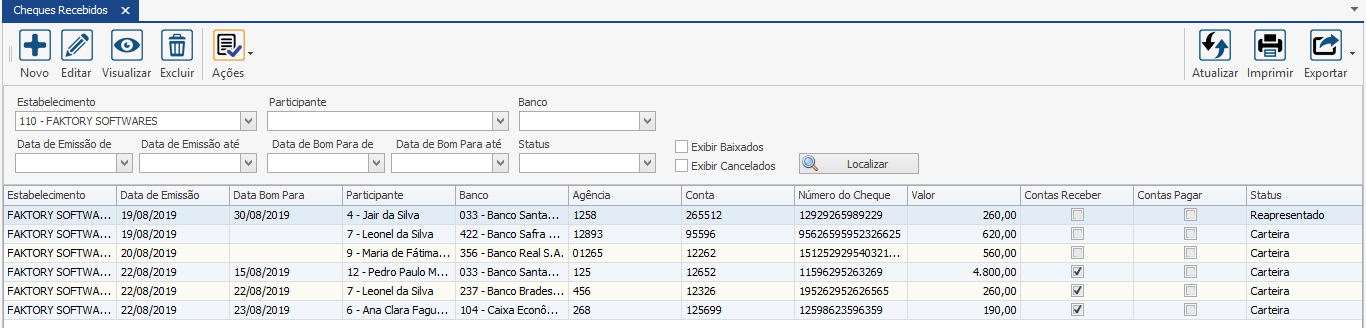 Cheques Recebidos
Novo Editar Visualizar Excluir Ações Atualizar Imprimir Exportar
Estabelecimento Participante Banco
110 - FAKTORY SOFTWARES
Data de Emissão de Data de Emissão até Data de Bom Para de Data de Bom Para até Status
Exibir Baixados
Exibir Cancelados
Localizar
Estabelecimento Data de Emissão Data Bom Para Participante Banco Agência Conta Número do Cheque Valor Contas Receber Contas Pagar Status
FAKTORY SOFTWA... 19/08/2019 30/08/2019 4 - Jair da Silva 033 - Banco Santa... 1258 265512 12929265989229 260,00 Reapresentado
FAKTORY SOFTWA... 19/08/2019 7 - Leonel da Silva 422 - Banco Safra ... 12893 95596 95626595952326625 620,00 Carteira
FAKTORY SOFTWA... 20/08/2019 9 - Maria de Fátima... 356 - Banco Real S.A. 01265 12262 151252929540321... 560,00 Carteira
FAKTORY SOFTWA... 22/08/2019 15/08/2019 12 - Pedro Paulo M... 033 - Banco Santa... 125 12652 11596295263269 4.800,00 Carteira
FAKTORY SOFTWA... 22/08/2019 22/08/2019 7 - Leonel da Silva 237 - Banco Brades... 456 12326 195262952626565 260,00 Carteira
FAKTORY SOFTWA... 22/08/2019 23/08/2019 6 - Ana Clara Fagu... 104 - Caixa Econô... 268 125699 12598623596359 190,00 Carteira